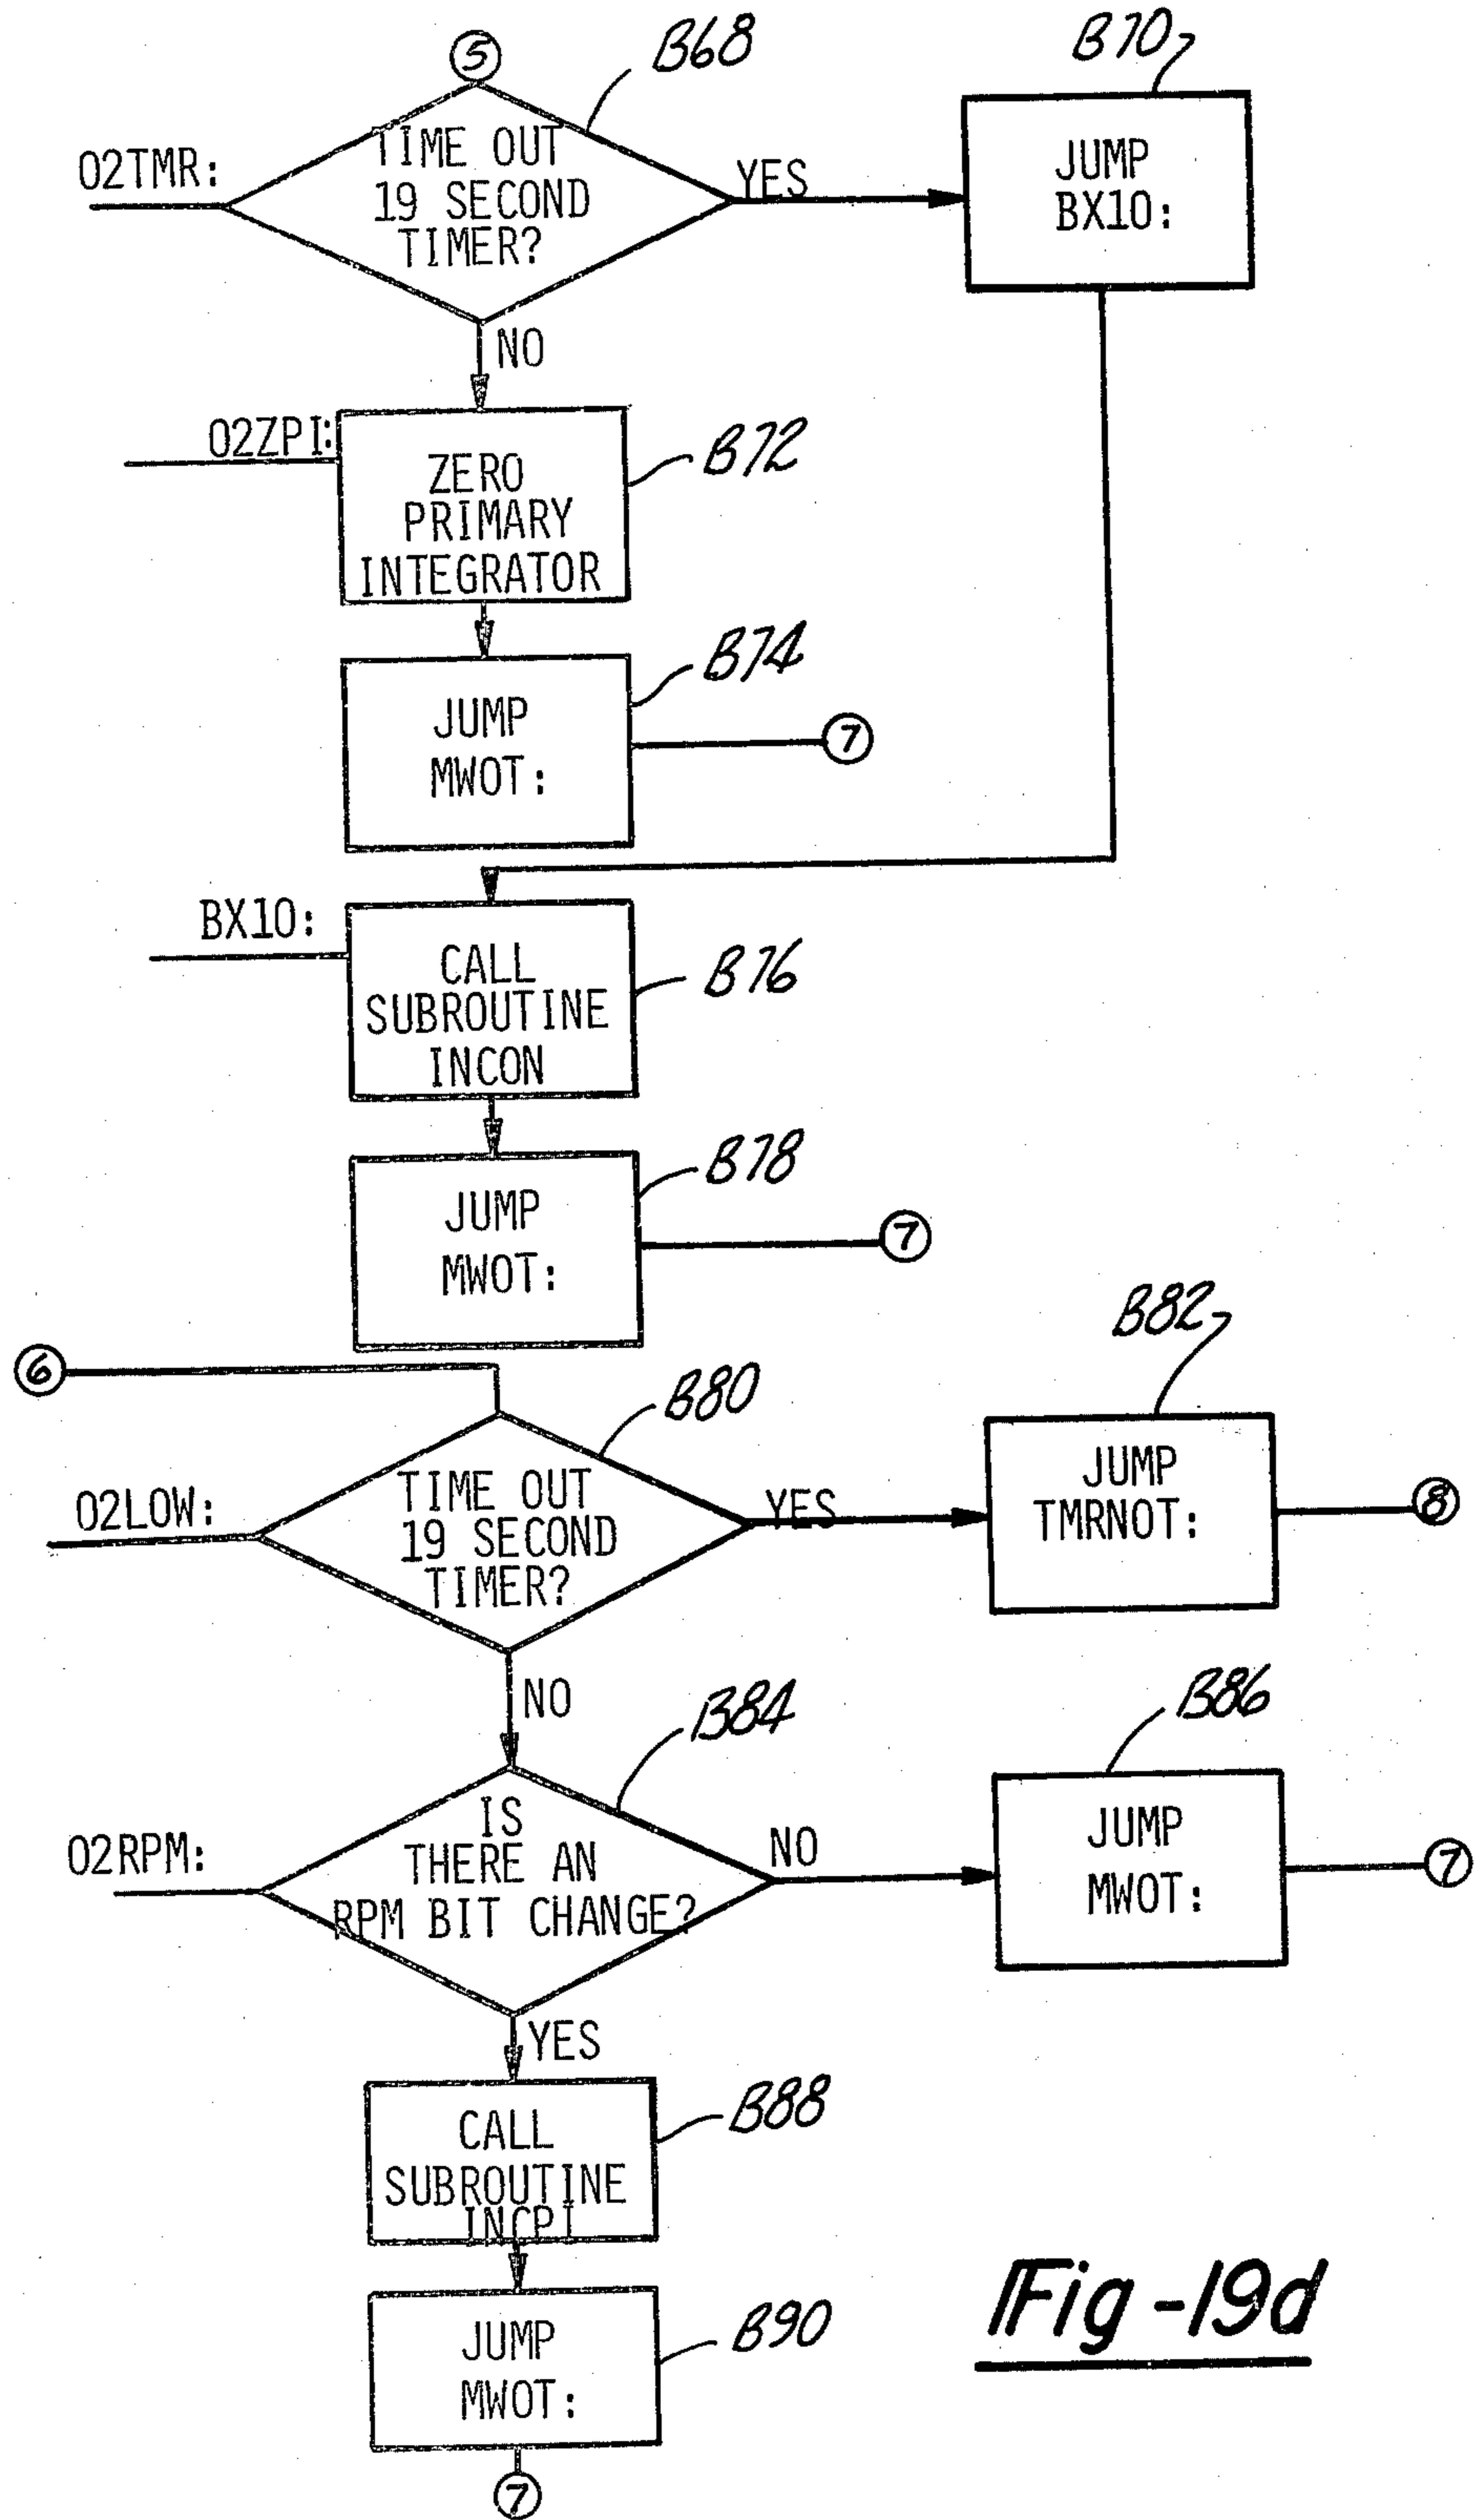 5
B68
B70
O2TMR:
TIME OUT
19 SECOND
TIMER?
YES
JUMP
BX10:
NO
O2ZPI:
ZERO
PRIMARY
INTEGRATOR
B72
JUMP
MWOT:
B74
7
BX10:
CALL
SUBROUTINE
INCON
B76
JUMP
MWOT:
B78
7
6
B80
B82
O2LOW:
TIME OUT
19 SECOND
TIMER?
YES
JUMP
TMRNOT:
8
NO
B84
B86
O2RPM:
IS
THERE AN
RPM BIT CHANGE?
NO
JUMP
MWOT:
7
YES
CALL
SUBROUTINE
INCPI
B88
JUMP
MWOT:
B90
7
Fig-19d